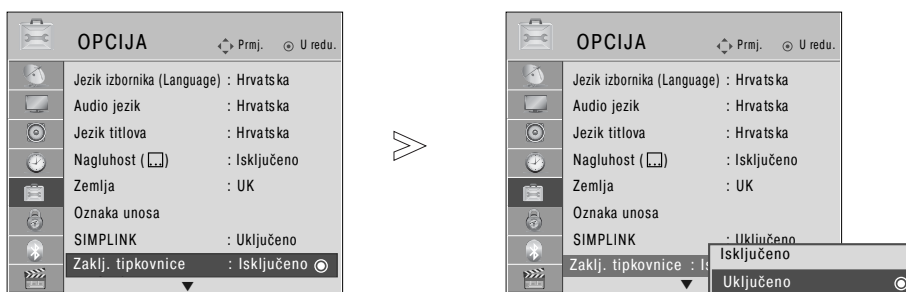 OPCIJA
Prmj. U redu.
Jezik izbornika (Language) : Hrvatska
Audio jezik : Hrvatska
Jezik titlova : Hrvatska
Nagluhost ( ) : Isključeno
Zemlja : UK
Oznaka unosa
SIMPLINK : Uključeno
Zaklj. tipkovnice : Isključeno
OPCIJA
Prmj. U redu.
Jezik izbornika (Language) : Hrvatska
Audio jezik : Hrvatska
Jezik titlova : Hrvatska
Nagluhost ( ) : Isključeno
Zemlja : UK
Oznaka unosa
SIMPLINK : Uključeno
Zaklj. tipkovnice :
Isključeno
Uključeno